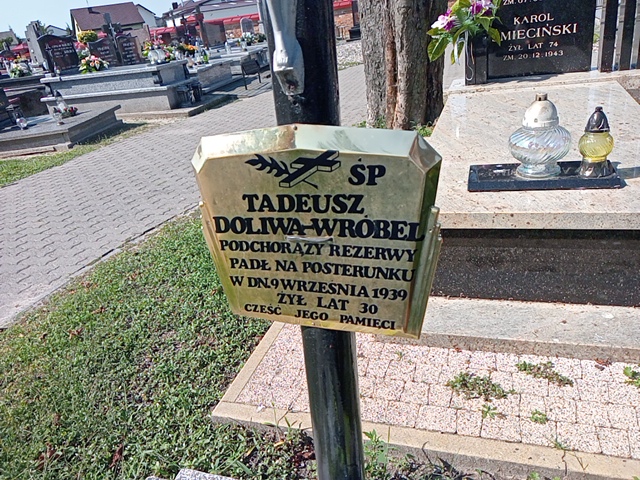 ŚP
TADEUSZ
DOLIWA-WRÓBEL
PODCHORĄŻY REZERWY
PADŁ NA POSTERUNKU
W DN.9 WRZEŚNIA 1939
ŻYŁ LAT 30
CZEŚĆ JEGO PAMIĘCI
KAROL
MIECIŃSKI
ŻYŁ LAT 74
ZM. 20.12.1943